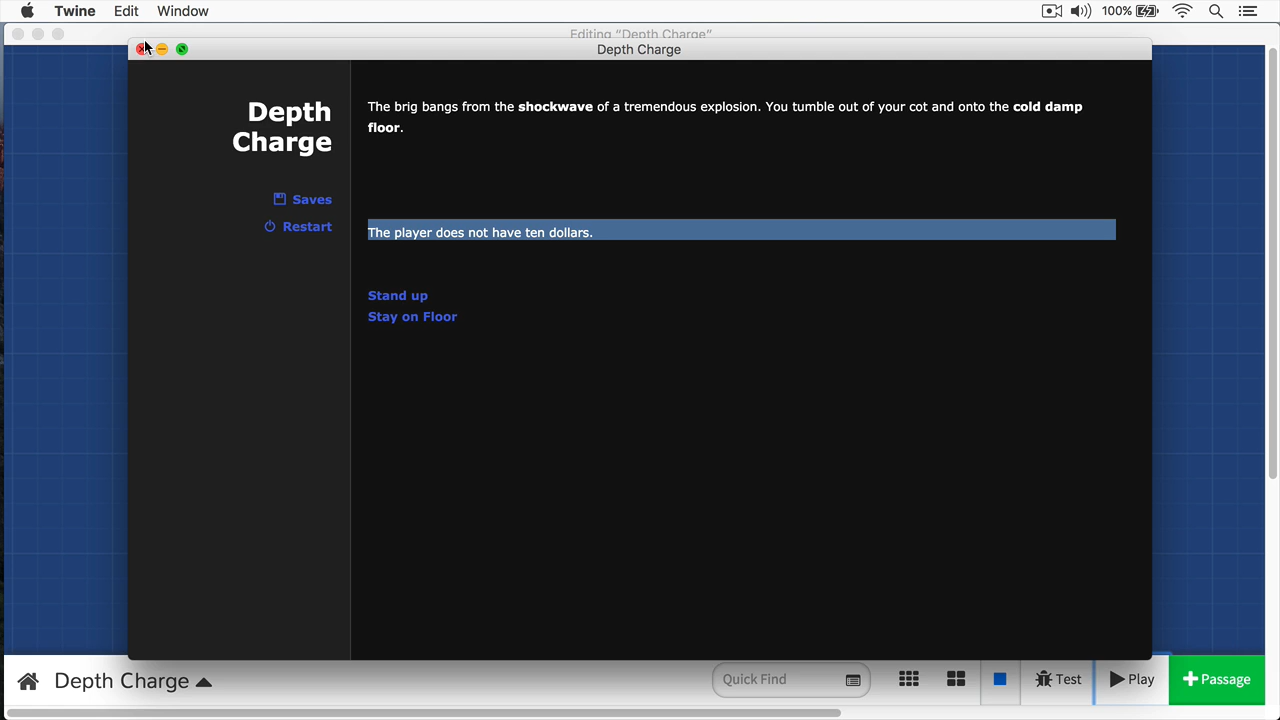 Twine Edit Window 100%
Editing “Depth Charge”
Depth Charge
Depth
Charge
Saves
Restart
The brig bangs from the shockwave of a tremendous explosion. You tumble out of your cot and onto the cold damp
floor.
The player does not have ten dollars.
Stand up
Stay on Floor
Depth Charge Quick Find Test Play Passage